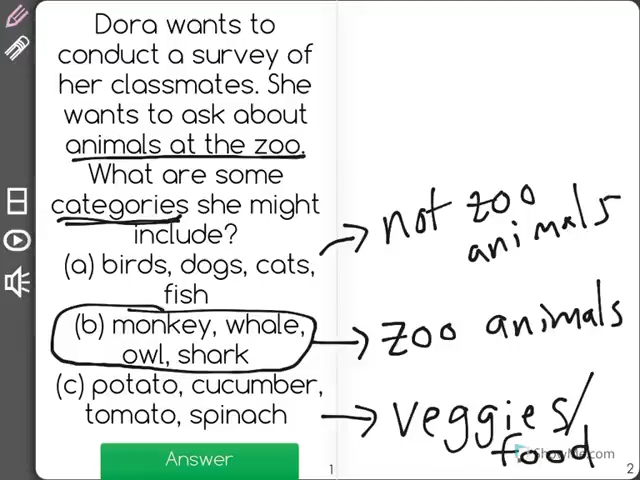 Dora wants to
conduct a survey of
her classmates. She
wants to ask about
animals at the zoo.
What are some
categories she might
include?
(a) birds, dogs, cats,
fish
(b) monkey, whale,
owl, shark
(c) potato, cucumber,
tomato, spinach
Answer
1
not zoo
animals
zoo animals
veggies/
food
ShowMe.com
2